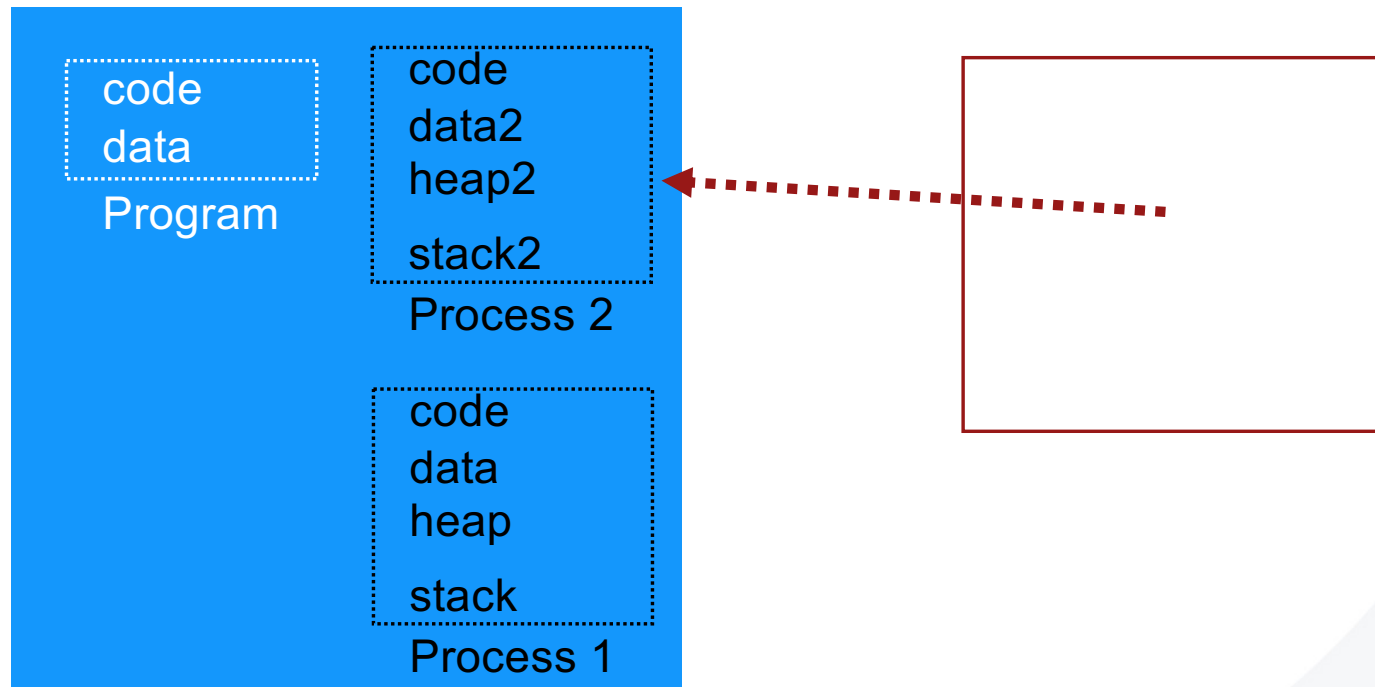 code
data
Program
code
data2
heap2
stack2
Process 2
code
data
heap
stack
Process 1